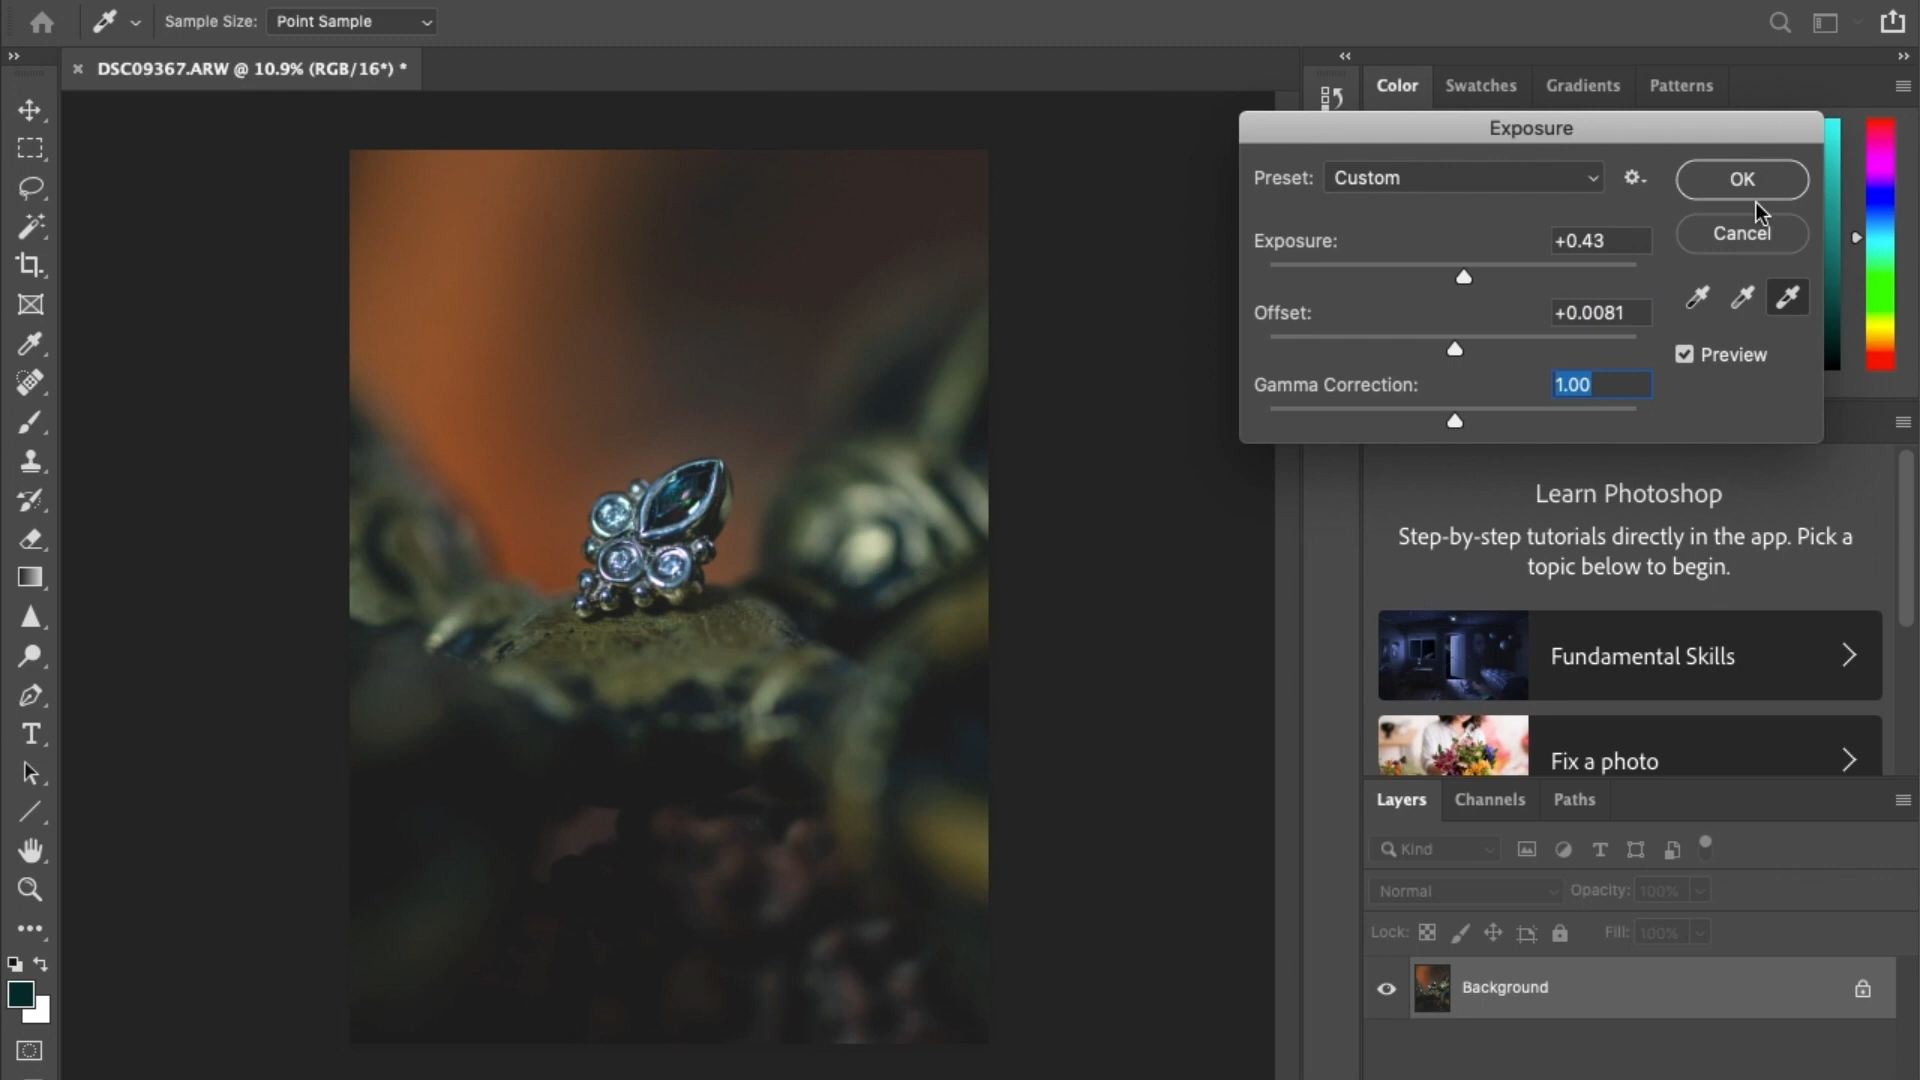 Sample Size: Point Sample
DSC09367.ARW @ 10.9% (RGB/16*) *
Color Swatches Gradients Patterns
Exposure
Preset: Custom
OK
Exposure: +0.43
Cancel
Offset: +0.0081
Preview
Gamma Correction: 1.00
Learn Photoshop
Step-by-step tutorials directly in the app. Pick a
topic below to begin.
Fundamental Skills
Fix a photo
Layers Channels Paths
Kind
Normal Opacity: 100%
Lock: Fill: 100%
Background